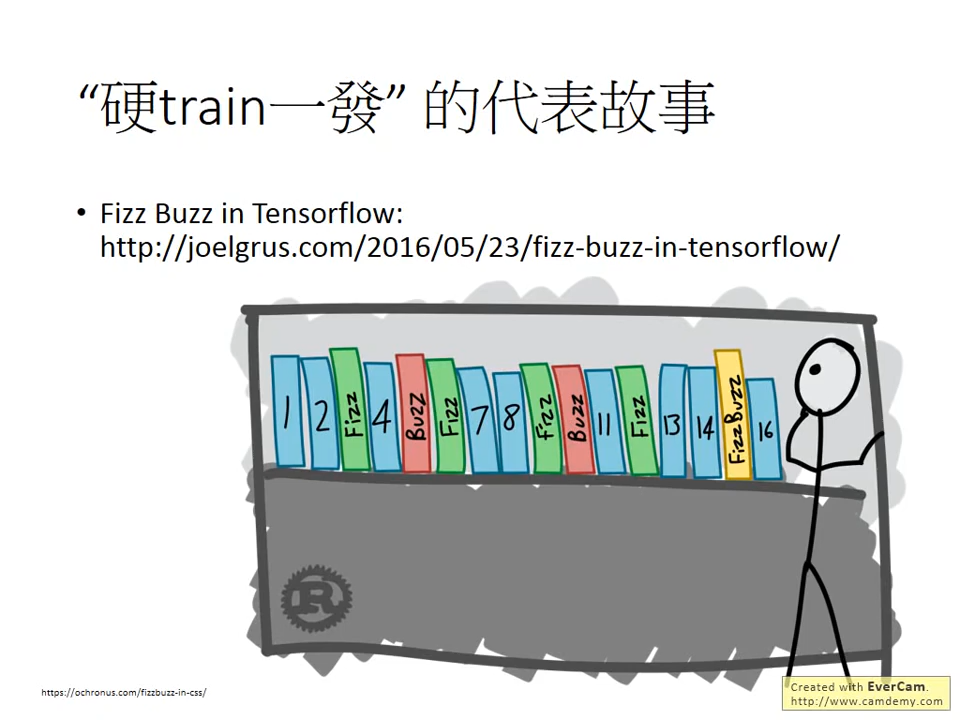 “硬train一發” 的代表故事
• Fizz Buzz in Tensorflow:
http://joelgrus.com/2016/05/23/fizz-buzz-in-tensorflow/
1 2 Fizz 4 Buzz Fizz 7 8 Fizz Buzz 11 Fizz 13 14 FizzBuzz 16
R
https://ochronus.com/fizzbuzz-in-css/
Created with EverCam.
http://www.camdemy.com